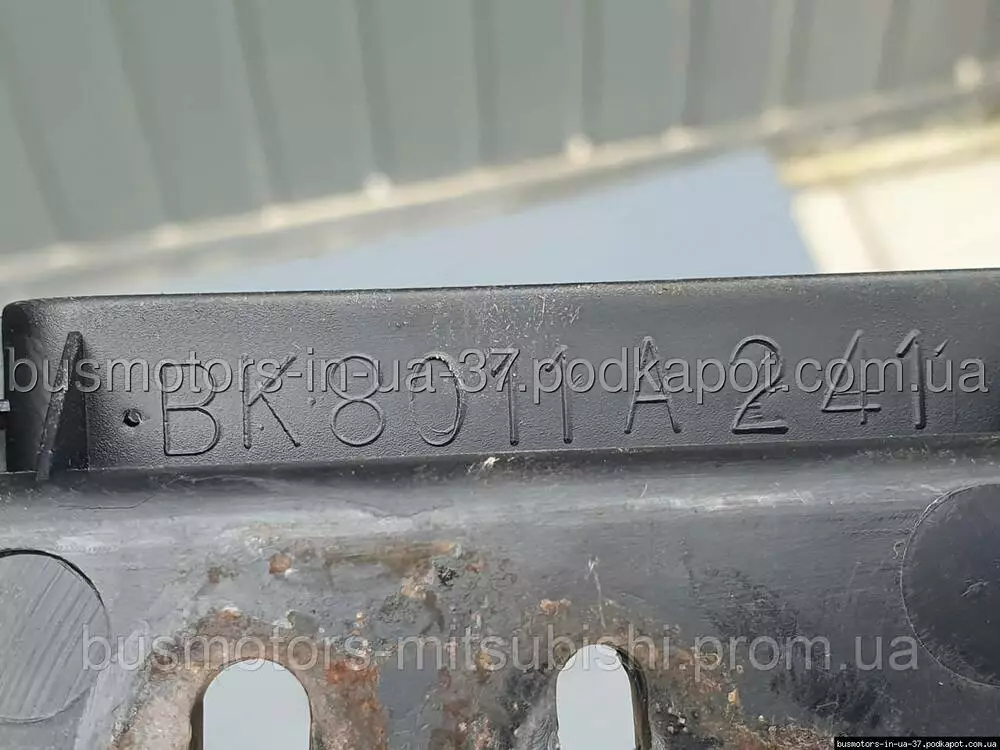 busmotors-in-ua-37.podkapot.com.ua
BK8011A241
busmotors-mitsubishi.prom.ua
busmotors-in-ua-37.podkapot.com.ua